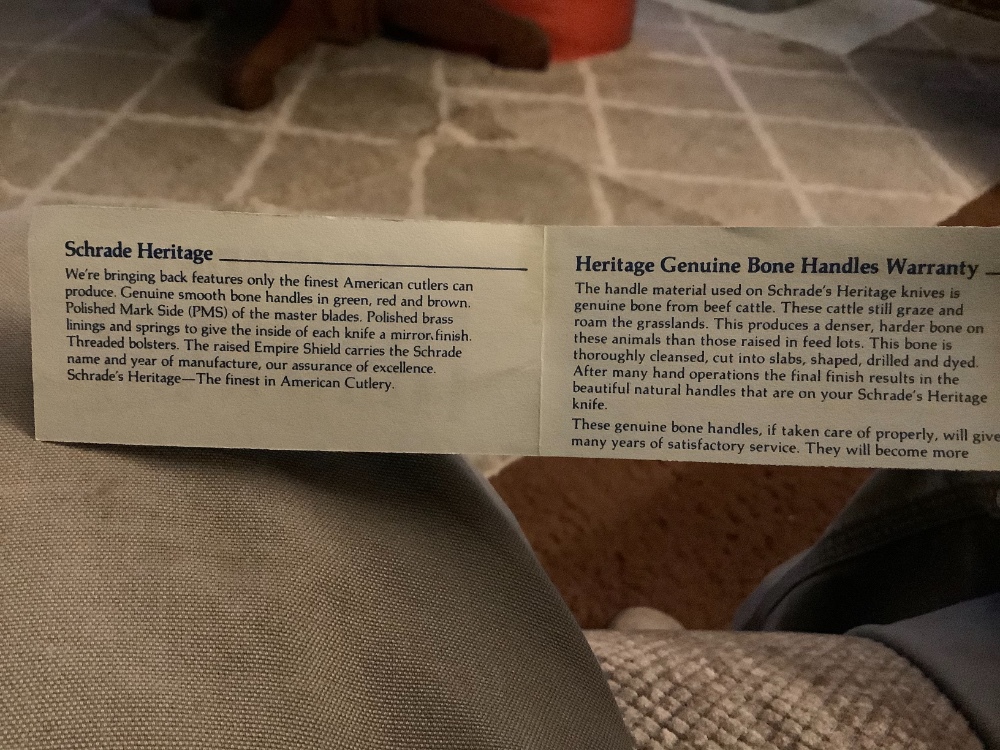 Schrade Heritage
We're bringing back features only the finest American cutlers can
produce. Genuine smooth bone handles in green, red and brown.
Polished Mark Side (PMS) of the master blades. Polished brass
linings and springs to give the inside of each knife a mirror finish.
Threaded bolsters. The raised Empire Shield carries the Schrade
name and year of manufacture, our assurance of excellence.
Schrade's Heritage—The finest in American Cutlery.
Heritage Genuine Bone Handles Warranty
The handle material used on Schrade's Heritage knives is
genuine bone from beef cattle. These cattle still graze and
roam the grasslands. This produces a denser, harder bone on
these animals than those raised in feed lots. This bone is
thoroughly cleansed, cut into slabs, shaped, drilled and dyed.
After many hand operations the final finish results in the
beautiful natural handles that are on your Schrade's Heritage
knife.
These genuine bone handles, if taken care of properly, will give
many years of satisfactory service. They will become more